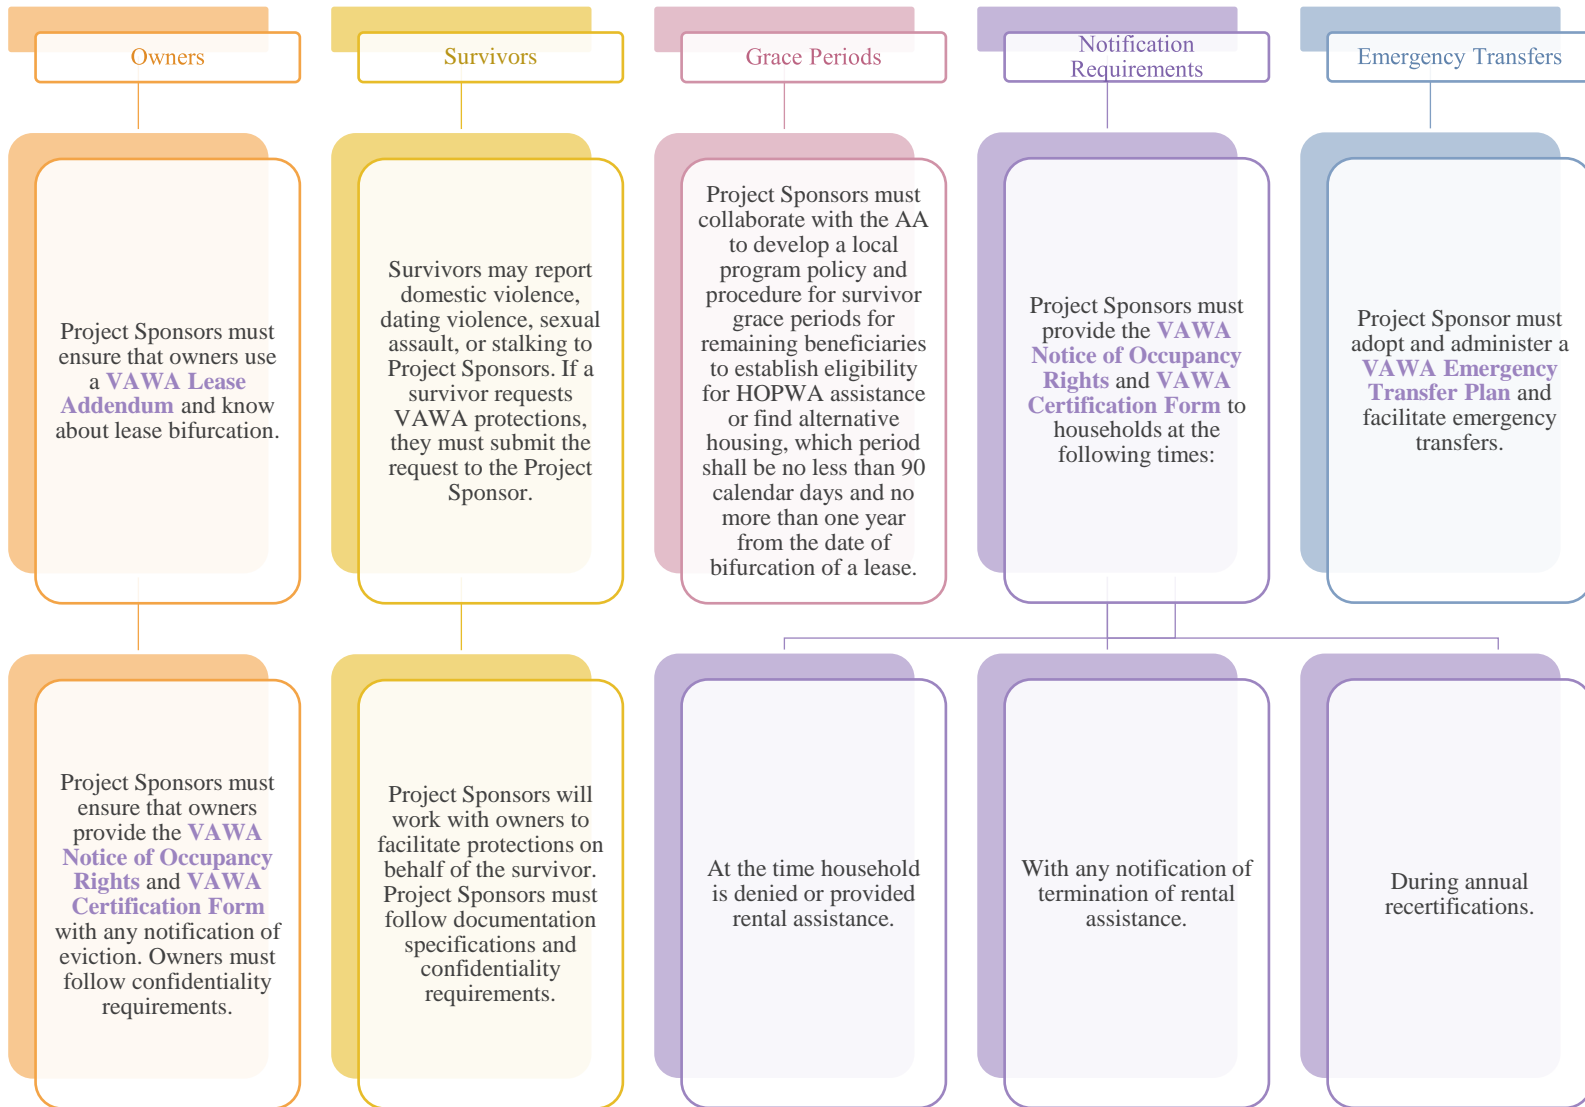 Owners
Survivors
Grace Periods
Notification
Requirements
Emergency Transfers
Project Sponsors must
ensure that owners use
a VAWA Lease
Addendum and know
about lease bifurcation.
Survivors may report
domestic violence,
dating violence, sexual
assault, or stalking to
Project Sponsors. If a
survivor requests
VAWA protections,
they must submit the
request to the Project
Sponsor.
Project Sponsors must
collaborate with the AA
to develop a local
program policy and
procedure for survivor
grace periods for
remaining beneficiaries
to establish eligibility
for HOPWA assistance
or find alternative
housing, which period
shall be no less than 90
calendar days and no
more than one year
from the date of
bifurcation of a lease.
Project Sponsors must
provide the VAWA
Notice of Occupancy
Rights and VAWA
Certification Form to
households at the
following times:
Project Sponsor must
adopt and administer a
VAWA Emergency
Transfer Plan and
facilitate emergency
transfers.
Project Sponsors must
ensure that owners
provide the VAWA
Notice of Occupancy
Rights and VAWA
Certification Form
with any notification of
eviction. Owners must
follow confidentiality
requirements.
Project Sponsors will
work with owners to
facilitate protections on
behalf of the survivor.
Project Sponsors must
follow documentation
specifications and
confidentiality
requirements.
At the time household
is denied or provided
rental assistance.
With any notification of
termination of rental
assistance.
During annual
recertifications.